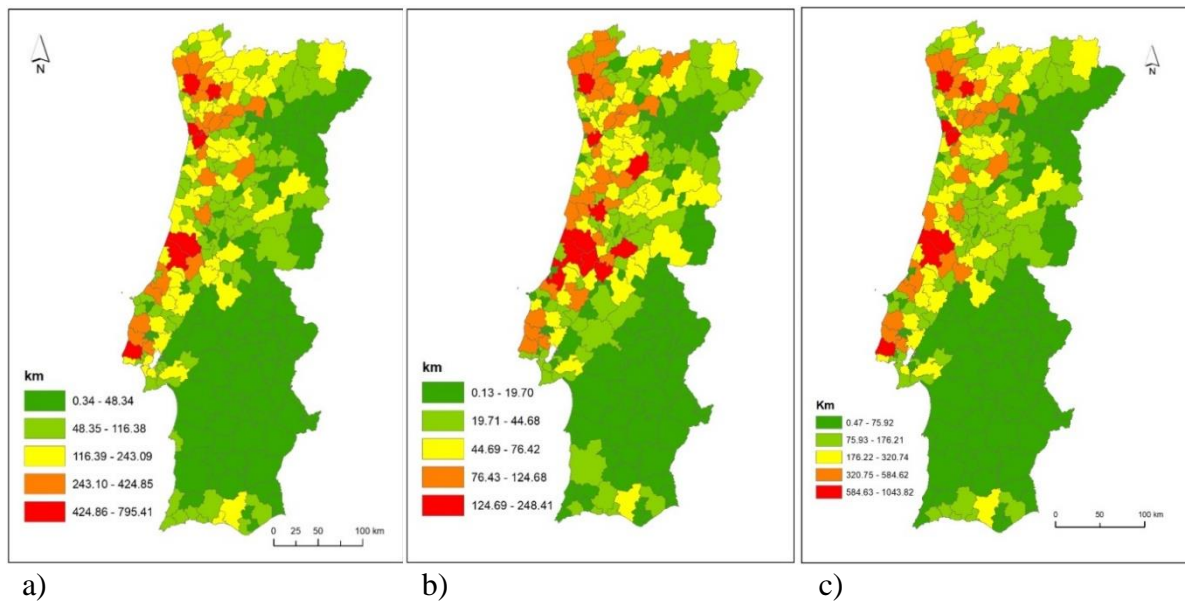 N
km
0.34 - 48.34
48.35 - 116.38
116.39 - 243.09
243.10 - 424.85
424.86 - 795.41
0 25 50 100 km
a)
N
km
0.13 - 19.70
19.71 - 44.68
44.69 - 76.42
76.43 - 124.68
124.69 - 248.41
b)
N
Km
0.47 - 75.92
75.93 - 176.21
176.22 - 320.74
320.75 - 584.62
584.63 - 1043.82
0 50 100 km
c)